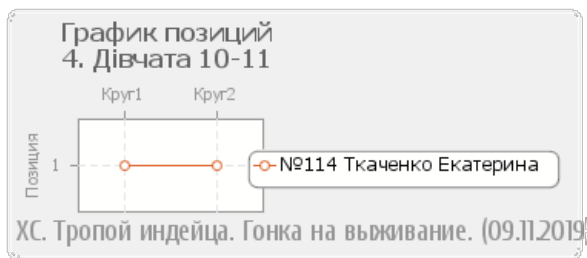 График позиций
4. Дівчата 10-11
Круг1 Круг2
Позиция
1
№114 Ткаченко Екатерина
XC. Тропой индейца. Гонка на выживание. (09.11.2019)